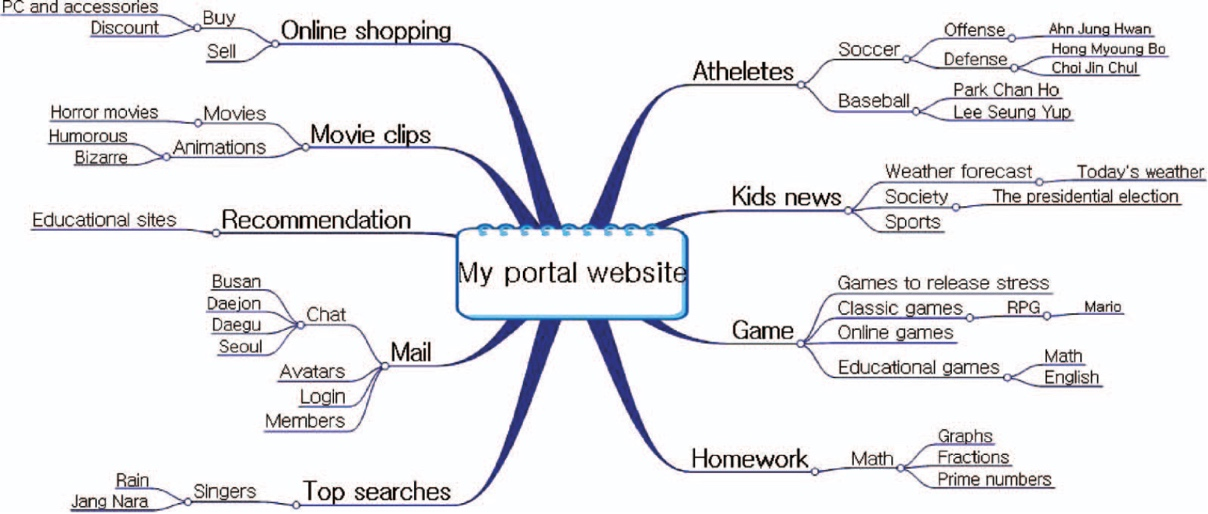 My portal website
Online shopping
Buy
PC and accessories
Discount
Sell
Movie clips
Movies
Horror movies
Animations
Humorous
Bizarre
Recommendation
Educational sites
Mail
Chat
Busan
Daejon
Daegu
Seoul
Avatars
Login
Members
Top searches
Singers
Rain
Jang Nara
Atheletes
Soccer
Offense
Ahn Jung Hwan
Defense
Hong Myoung Bo
Choi Jin Chul
Baseball
Park Chan Ho
Lee Seung Yup
Kids news
Weather forecast
Today's weather
Society
The presidential election
Sports
Game
Games to release stress
Classic games
RPG
Mario
Online games
Educational games
Math
English
Homework
Math
Graphs
Fractions
Prime numbers